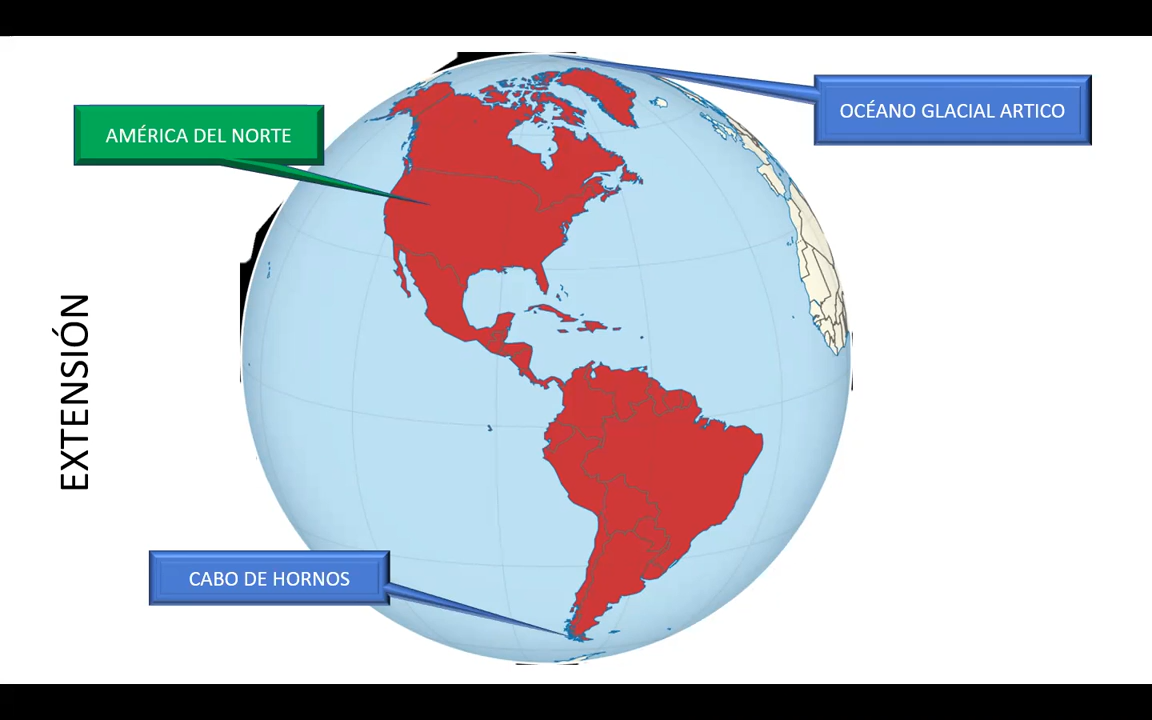 OCÉANO GLACIAL ARTICO
AMÉRICA DEL NORTE
EXTENSIÓN
CABO DE HORNOS